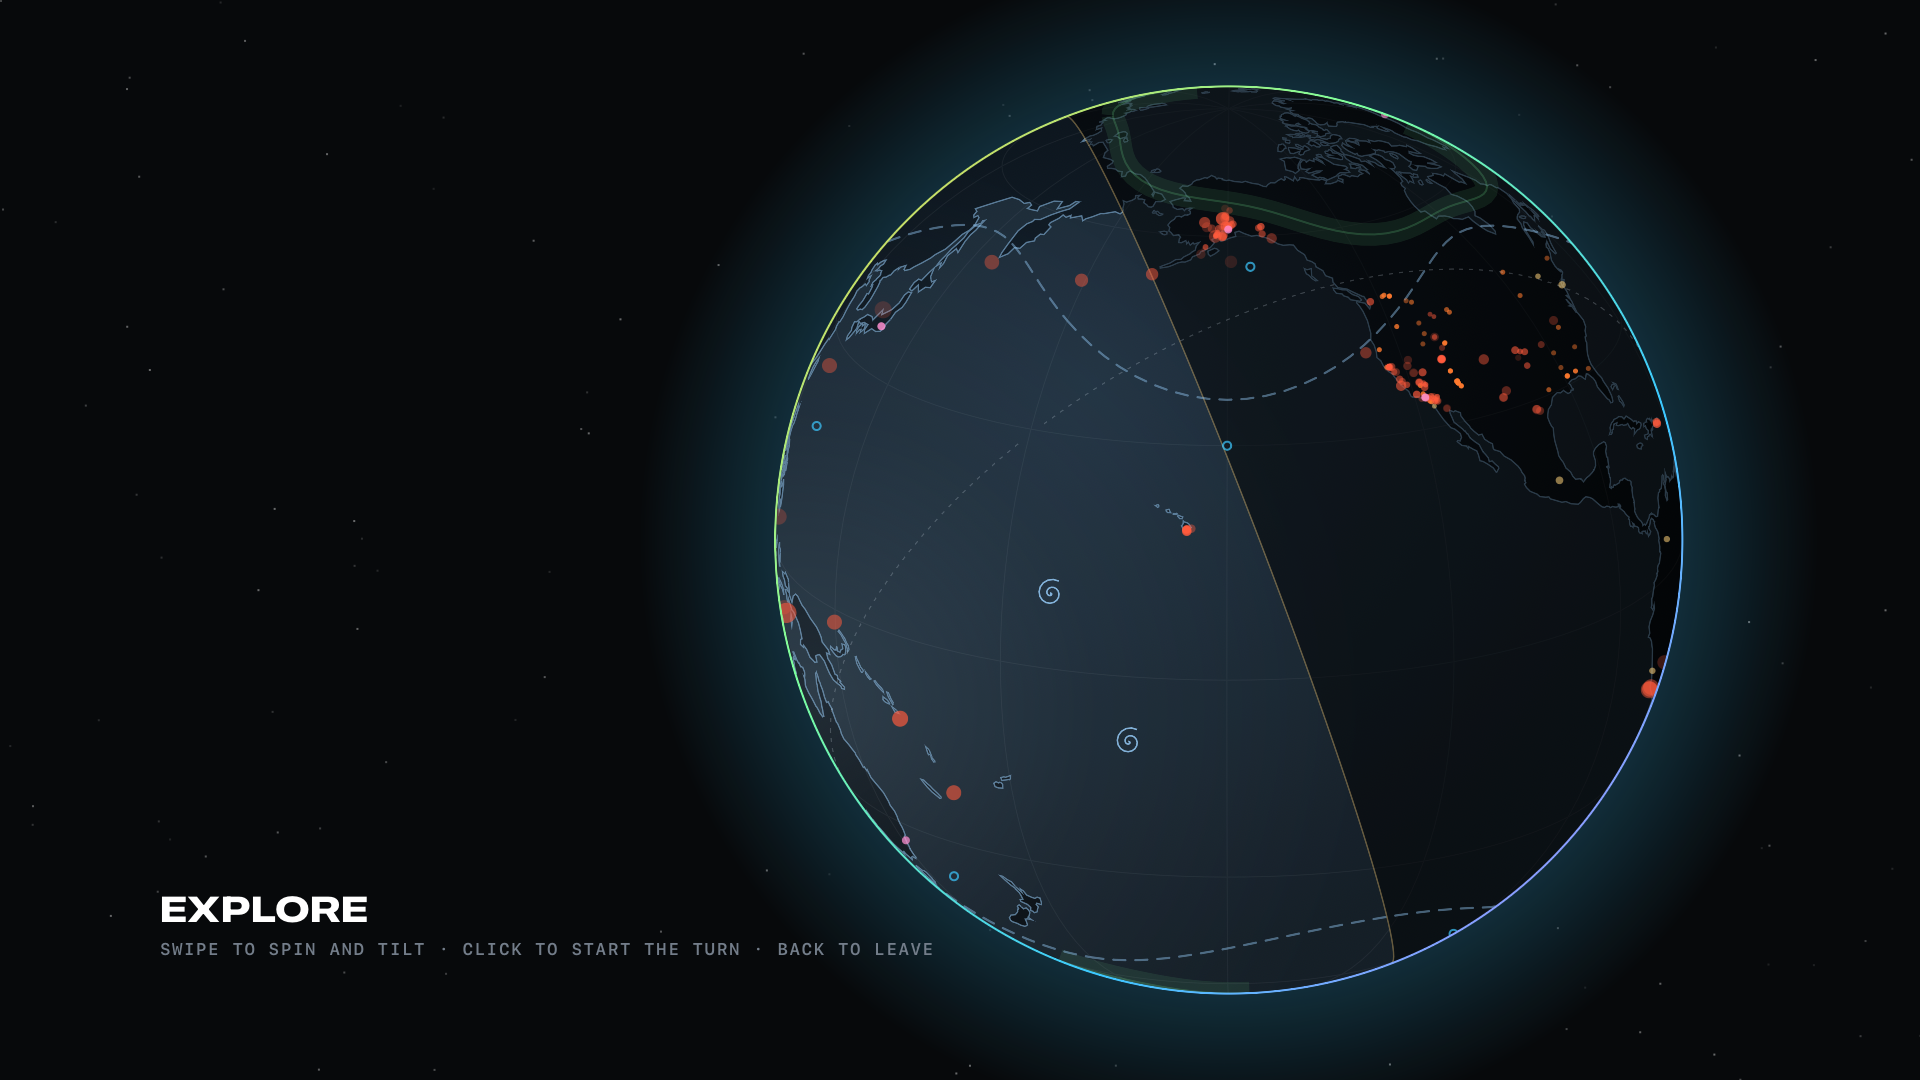 EXPLORE
SWIPE TO SPIN AND TILT · CLICK TO START THE TURN · BACK TO LEAVE